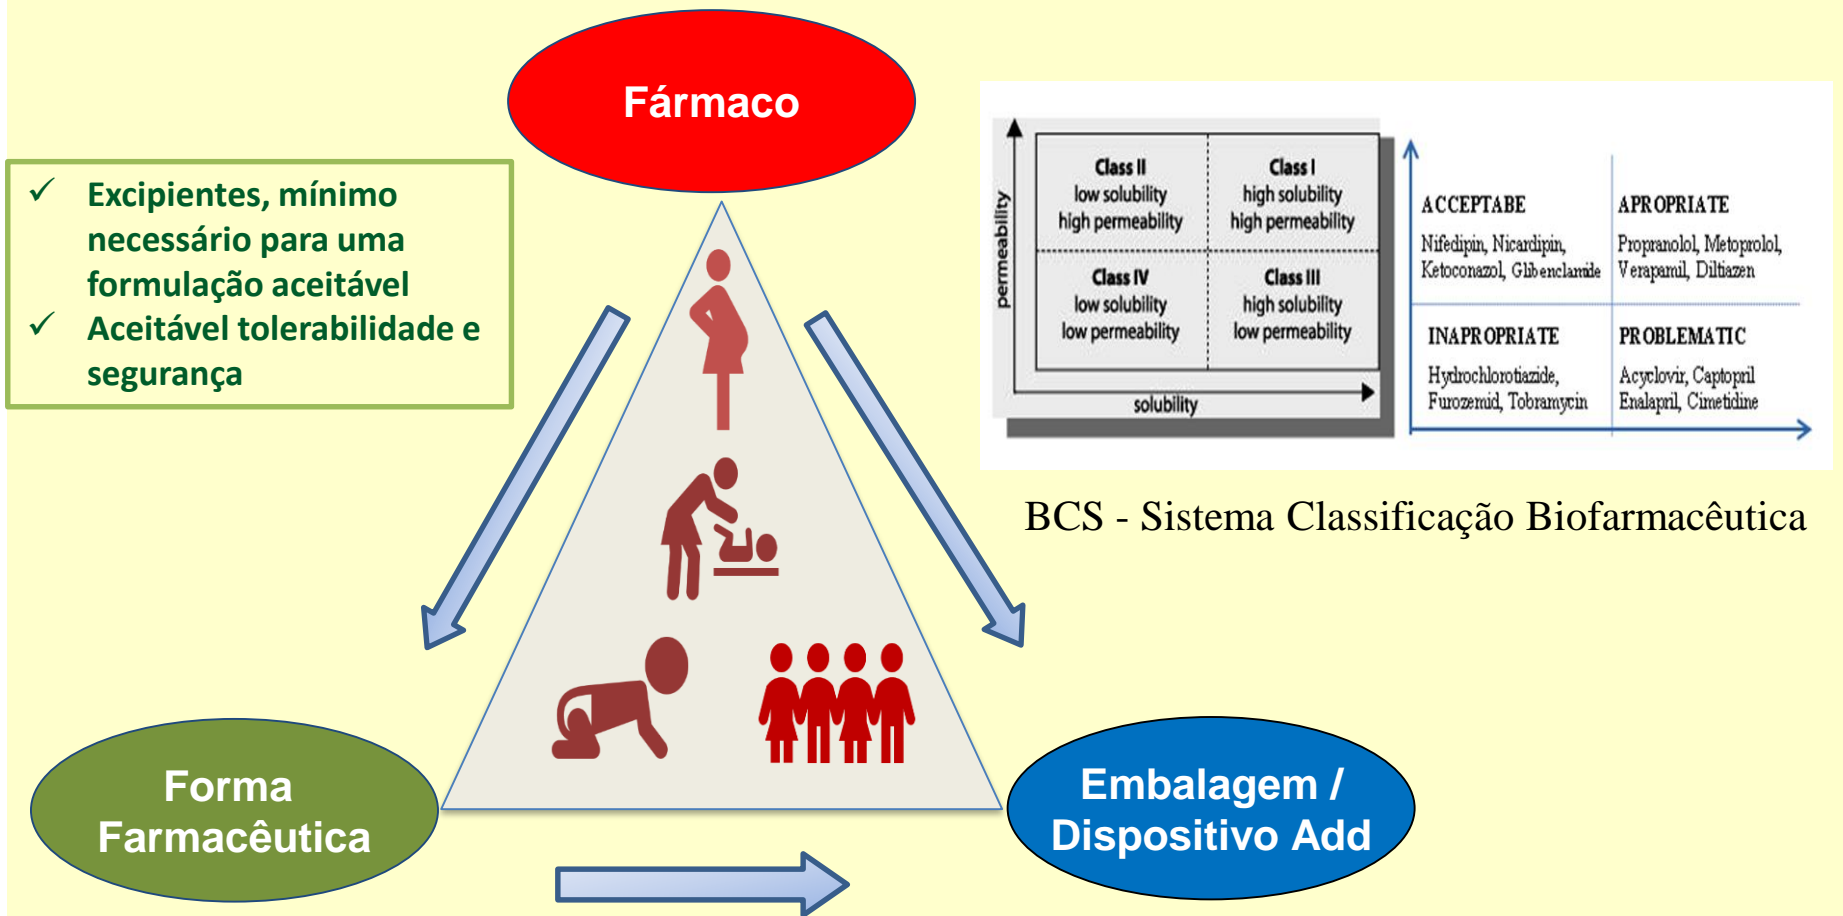 Fármaco
✓ Excipientes, mínimo
necessário para uma
formulação aceitável
✓ Aceitável tolerabilidade e
segurança
permeability
Class II
low solubility
high permeability
Class I
high solubility
high permeability
Class IV
low solubility
low permeability
Class III
high solubility
low permeability
solubility
ACCEPTABE
Nifedipin, Nicardipin,
Ketoconazol, Glibenclamide
APROPRIATE
Propranolol, Metoprolol,
Verapamil, Diltiazen
INAPROPRIATE
Hydrochlorotiazide,
Furozemid, Tobramycin
PROBLEMATIC
Acyclovir, Captopril
Enalapril, Cimetidine
BCS - Sistema Classificação Biofarmacêutica
Forma
Farmacêutica
Embalagem /
Dispositivo Add